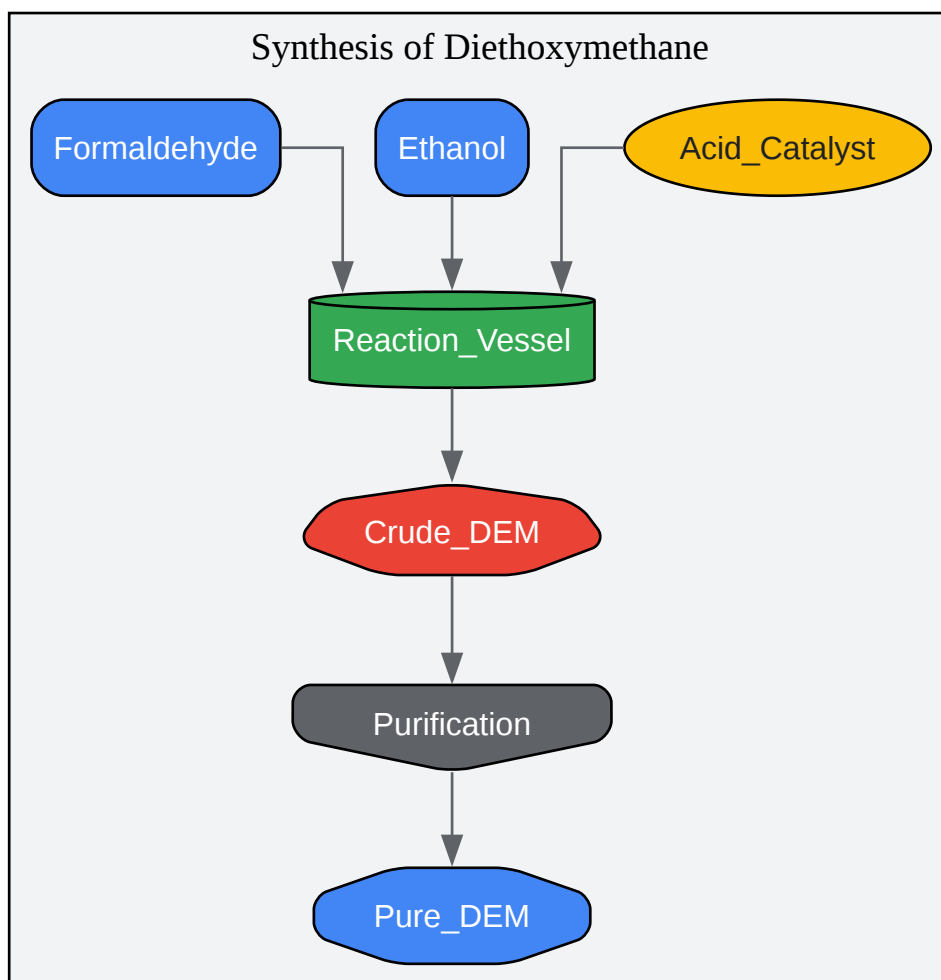 Synthesis of Diethoxymethane
Formaldehyde
Ethanol
Acid_Catalyst
Reaction_Vessel
Crude_DEM
Purification
Pure_DEM